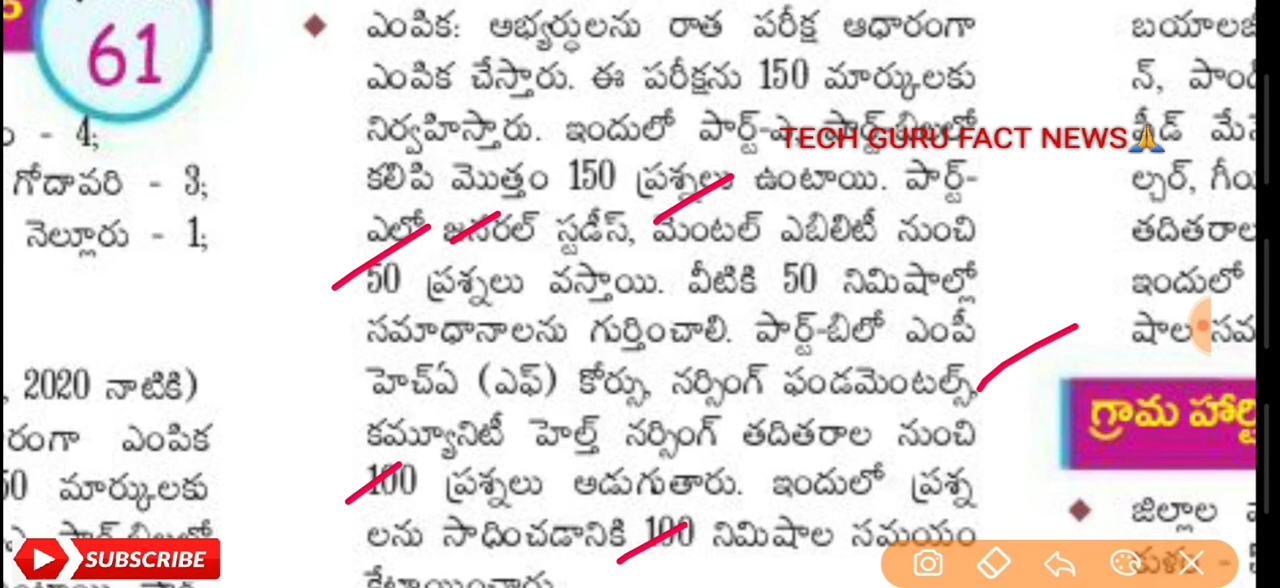 61
- 4;
గోదావరి - 3;
నెల్లూరు - 1;
, 2020 నాటికి)
రంగా ఎంపిక
50 మార్కులకు
ఎంపిక: అభ్యర్థులను రాత పరీక్ష ఆధారంగా
ఎంపిక చేస్తారు. ఈ పరీక్షను 150 మార్కులకు
నిర్వహిస్తారు. ఇందులో పార్ట్-ఎ, పార్ట్-బీలలో
కలిపి మొత్తం 150 ప్రశ్నలు ఉంటాయి. పార్ట్-
ఎలో జనరల్ స్టడీస్, మెంటల్ ఎబిలిటీ నుంచి
50 ప్రశ్నలు వస్తాయి. వీటికి 50 నిమిషాల్లో
సమాధానాలను గుర్తించాలి. పార్ట్-బీలో ఎంపీ
హెచ్ఏ (ఎఫ్) కోర్సు, నర్సింగ్ ఫండమెంటల్స్,
కమ్యూనిటీ హెల్త్ నర్సింగ్ తదితరాల నుంచి
100 ప్రశ్నలు అడుగుతారు. ఇందులో ప్రశ్న
లను సాధించడానికి 100 నిమిషాల సమయం
కేటాయించారు.
TECH GURU FACT NEWS🙏
తదితరాల
ఇందులో
గ్రామ హార్టి
జిల్లాల
SUBSCRIBE